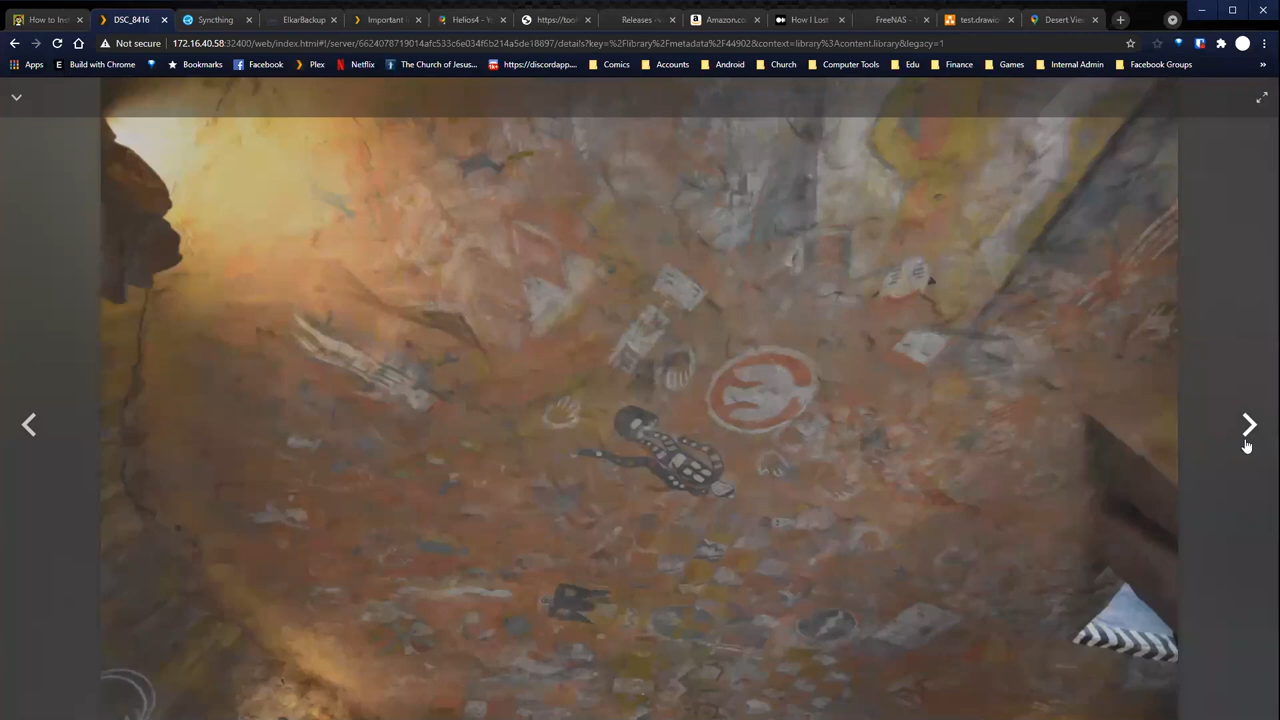 How to Inst
DSC_8416
Syncthing
ElkarBackup
Important
Helios4 - Y
https://tool
Releases
Amazon.co
How I Lost
FreeNAS - T
test.drawio
Desert View
Not secure
172.16.40.58:32400/web/index.html#!/server/6624078719014afc533c6e034f6b214a5de18897/details?key=%2Flibrary%2Fmetadata%2F44902&context=library%3Acontent.library&legacy=1
Apps
Build with Chrome
Bookmarks
Facebook
Plex
Netflix
The Church of Jesus...
https://discordapp....
Comics
Accounts
Android
Church
Computer Tools
Edu
Finance
Games
Internal Admin
Facebook Groups